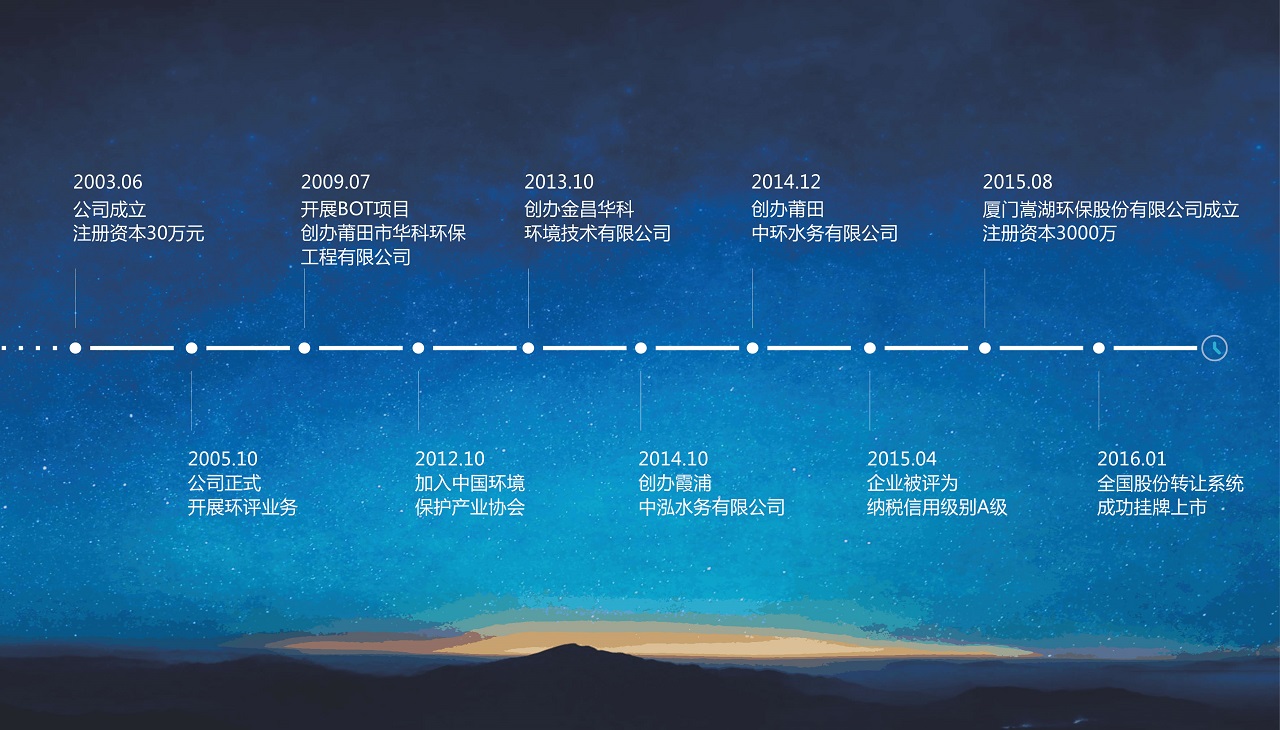 2003.06
公司成立
注册资本30万元
2009.07
开展BOT项目
创办莆田市华科环保
工程有限公司
2013.10
创办金昌华科
环境技术有限公司
2014.12
创办莆田
中环水务有限公司
2015.08
厦门嵩湖环保股份有限公司成立
注册资本3000万
2005.10
公司正式
开展环评业务
2012.10
加入中国环境
保护产业协会
2014.10
创办霞浦
中泓水务有限公司
2015.04
企业被评为
纳税信用级别A级
2016.01
全国股份转让系统
成功挂牌上市